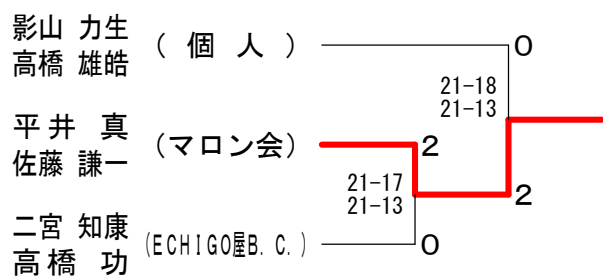 影山 力生
高橋 雄皓
(個人)
0
21-18
21-13
平井 真
佐藤 謙一
(マロン会)
2
21-17
21-13
2
二宮 知康
高橋 功
(ECHIGO屋B.C.)
0